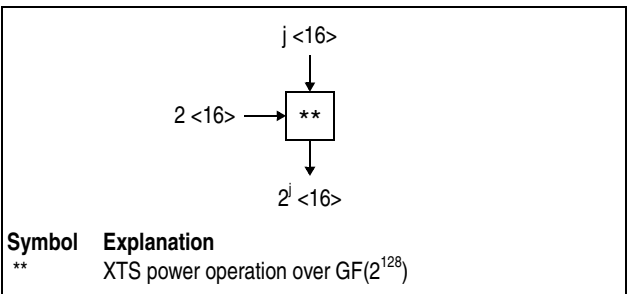 j <16>
2 <16>
**
2^j <16>
Symbol Explanation
** XTS power operation over GF(2^128)